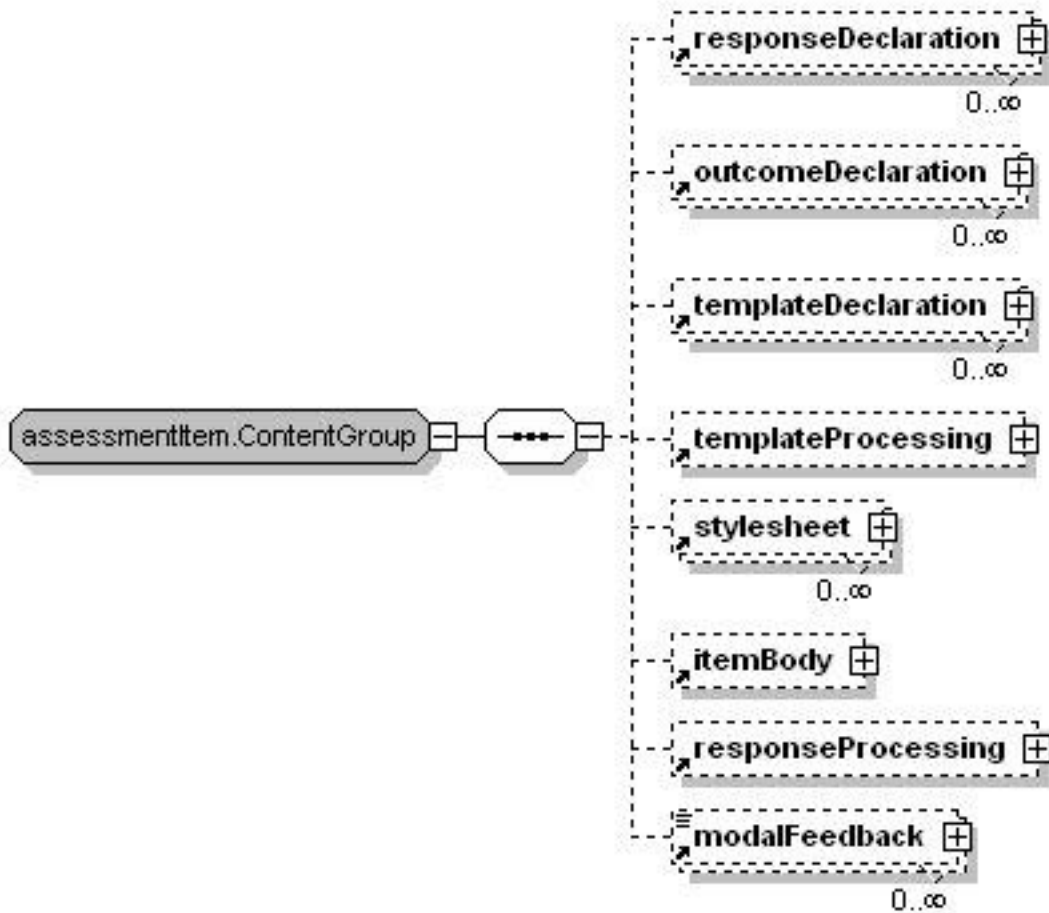 responseDeclaration
0..∞
outcomeDeclaration
0..∞
templateDeclaration
0..∞
assessmentItem.ContentGroup
templateProcessing
stylesheet
0..∞
itemBody
responseProcessing
modalFeedback
0..∞